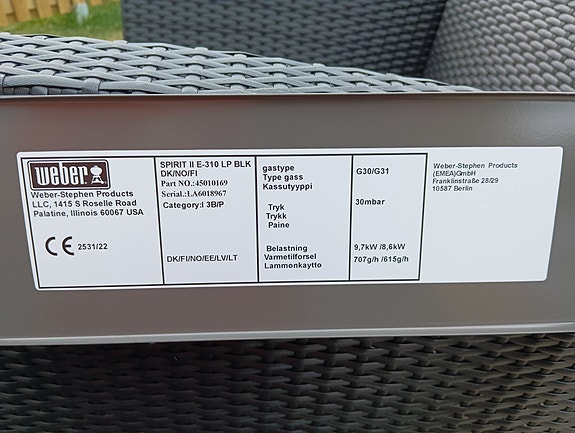 weber
Weber-Stephen Products
LLC, 1415 S Roselle Road
Palatine, Illinois 60067 USA
CE 2531/22
SPIRIT II E-310 LP BLK
DK/NO/FI
Part NO.:45010169
Serial.:LA6018967
Category:I 3B/P
DK/FI/NO/EE/LV/LT
gastype
Type gass
Kassutyyppi
Tryk
Trykk
Paine
Belastning
Varmetilforsel
Lammonkaytto
G30/G31
30mbar
9,7kW /8,6kW
707g/h /615g/h
Weber-Stephen Products
(EMEA)GmbH
Franklinstraße 28/29
10587 Berlin